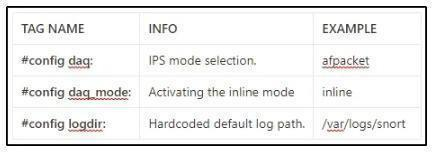 TAG NAME INFO EXAMPLE
#config daq: IPS mode selection. afpacket
#config daq_mode: Activating the inline mode inline
#config logdir: Hardcoded default log path. /var/logs/snort